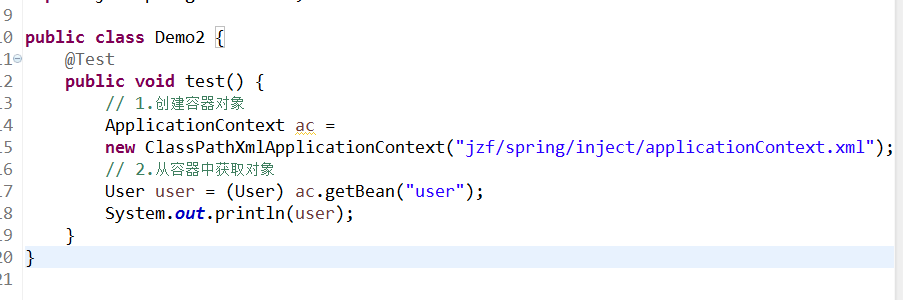 9
10 public class Demo2 {
11 @Test
12 public void test() {
13 // 1.创建容器对象
14 ApplicationContext ac =
15 new ClassPathXmlApplicationContext("jzf/spring/inject/applicationContext.xml");
16 // 2.从容器中获取对象
17 User user = (User) ac.getBean("user");
18 System.out.println(user);
19 }
20 }
21